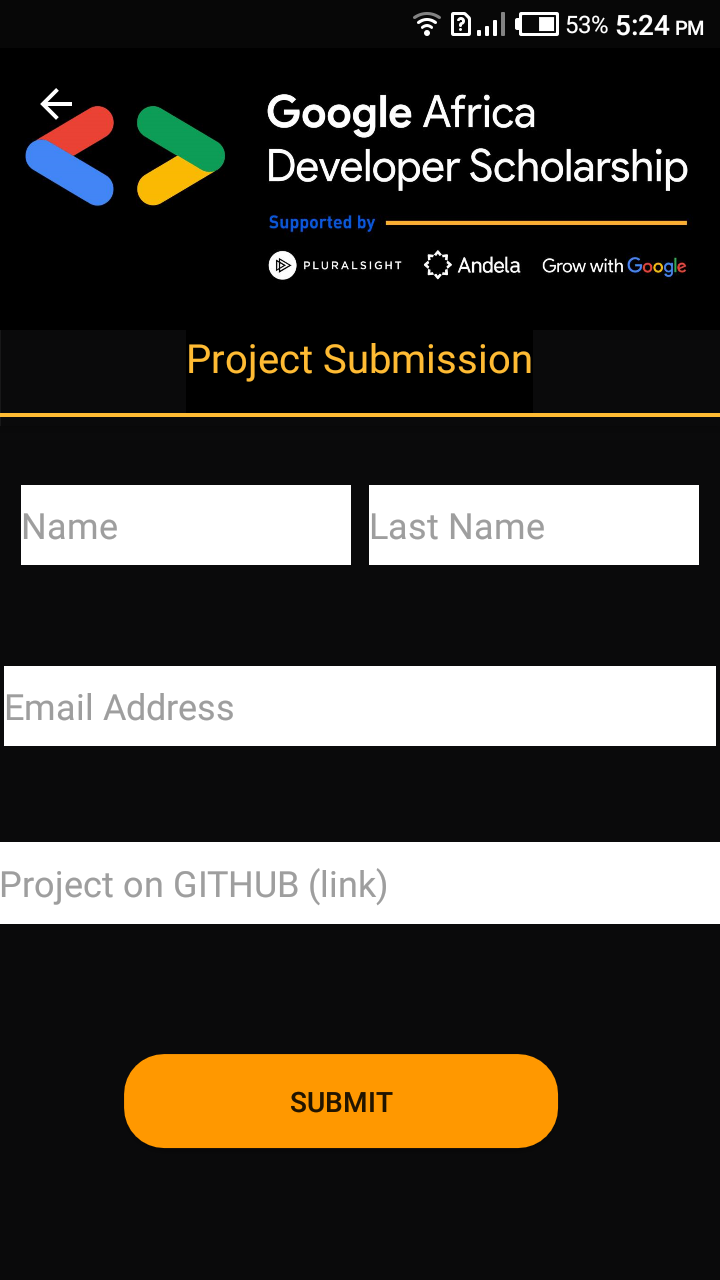 53% 5:24 PM
Google Africa
Developer Scholarship
Supported by
PLURALSIGHT Andela Grow with Google
Project Submission
Name Last Name
Email Address
Project on GITHUB (link)
SUBMIT